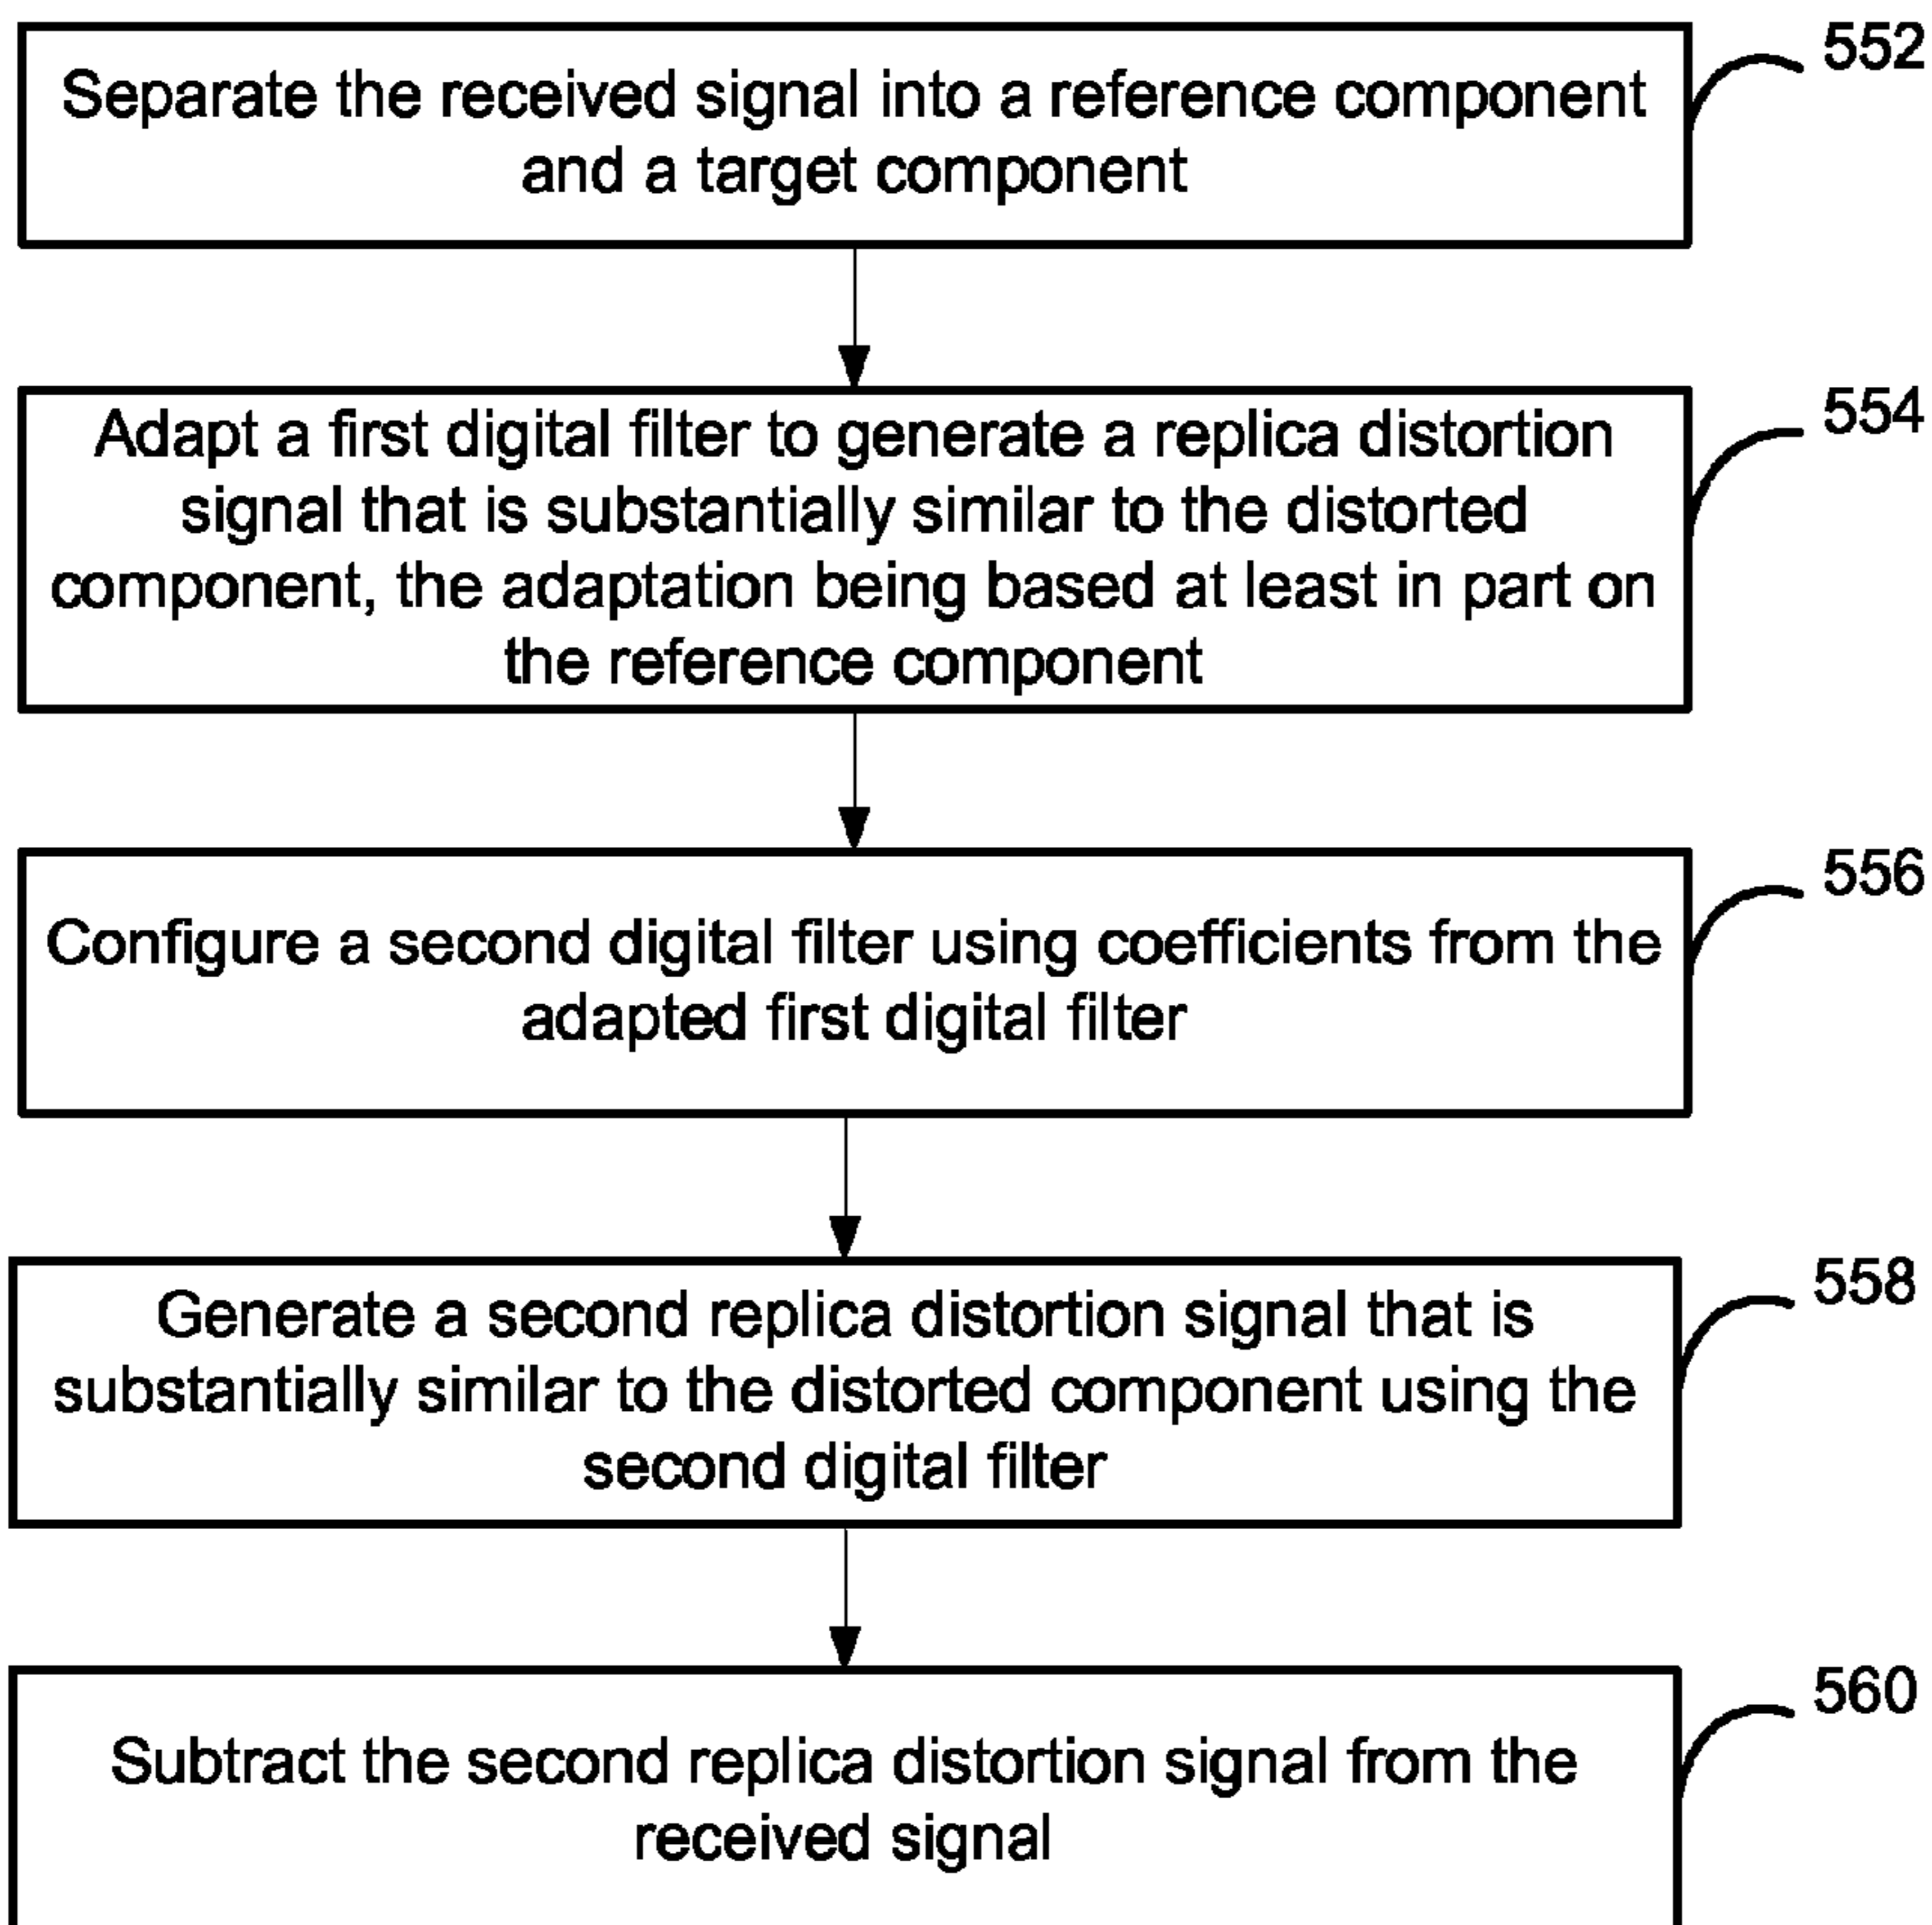 552
Separate the received signal into a reference component
and a target component
554
Adapt a first digital filter to generate a replica distortion
signal that is substantially similar to the distorted
component, the adaptation being based at least in part on
the reference component
556
Configure a second digital filter using coefficients from the
adapted first digital filter
558
Generate a second replica distortion signal that is
substantially similar to the distorted component using the
second digital filter
560
Subtract the second replica distortion signal from the
received signal